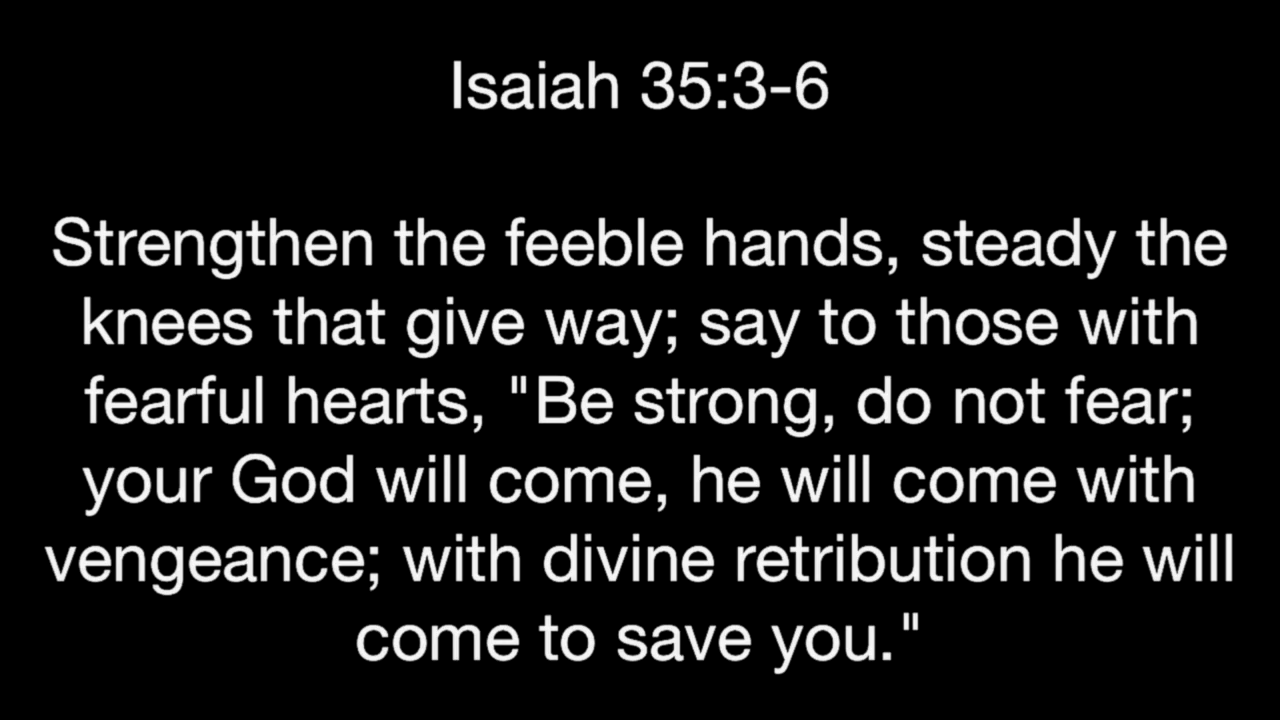 Isaiah 35:3-6
Strengthen the feeble hands, steady the
knees that give way; say to those with
fearful hearts, "Be strong, do not fear;
your God will come, he will come with
vengeance; with divine retribution he will
come to save you."